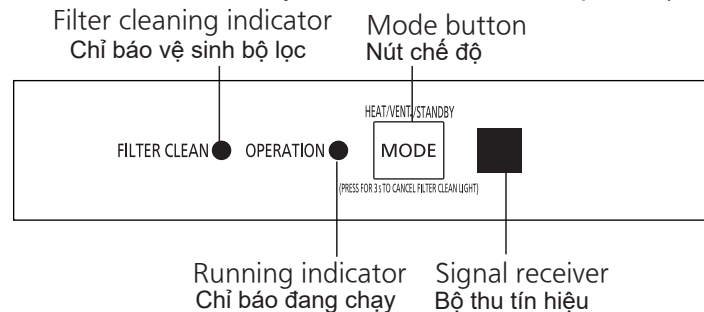 Filter cleaning indicator
Chỉ báo vệ sinh bộ lọc
Mode button
Nút chế độ
HEAT/VENT/STANDBY
FILTER CLEAN
OPERATION
MODE
(PRESS FOR 3 s TO CANCEL FILTER CLEAN LIGHT)
Running indicator
Chỉ báo đang chạy
Signal receiver
Bộ thu tín hiệu